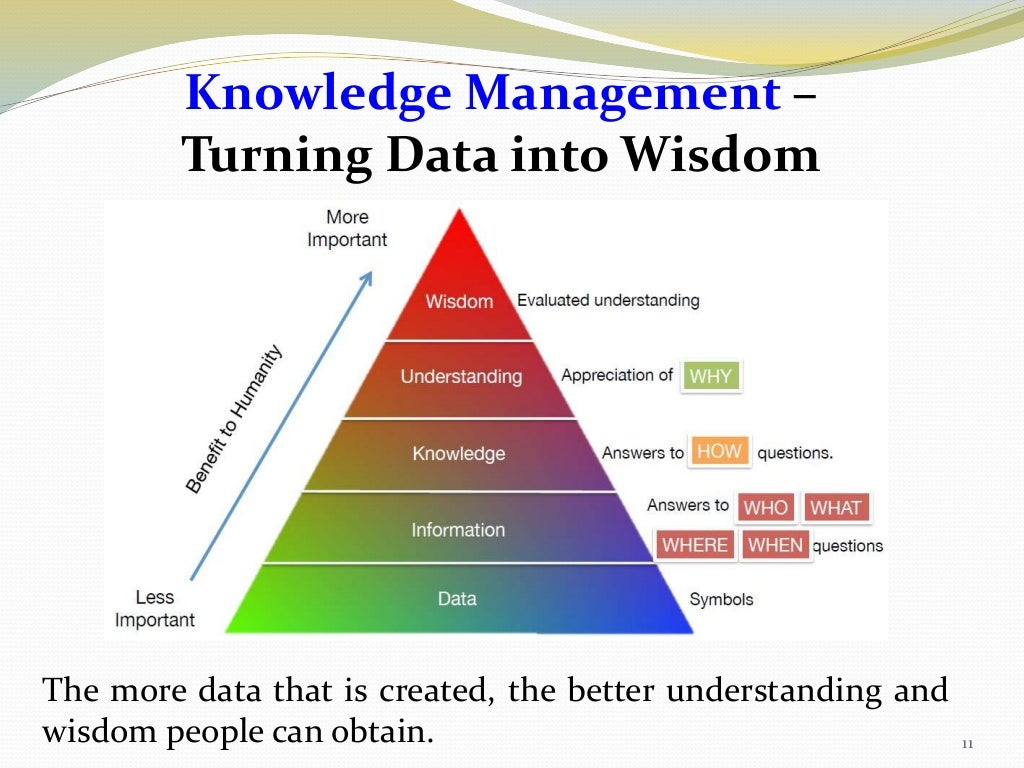 Knowledge Management –
Turning Data into Wisdom
More
Important
Wisdom
Evaluated understanding
Benefit to Humanity
Understanding
Appreciation of WHY
Knowledge
Answers to HOW questions.
Information
Answers to WHO WHAT
WHERE WHEN questions
Less
Important
Data
Symbols
The more data that is created, the better understanding and
wisdom people can obtain.
11